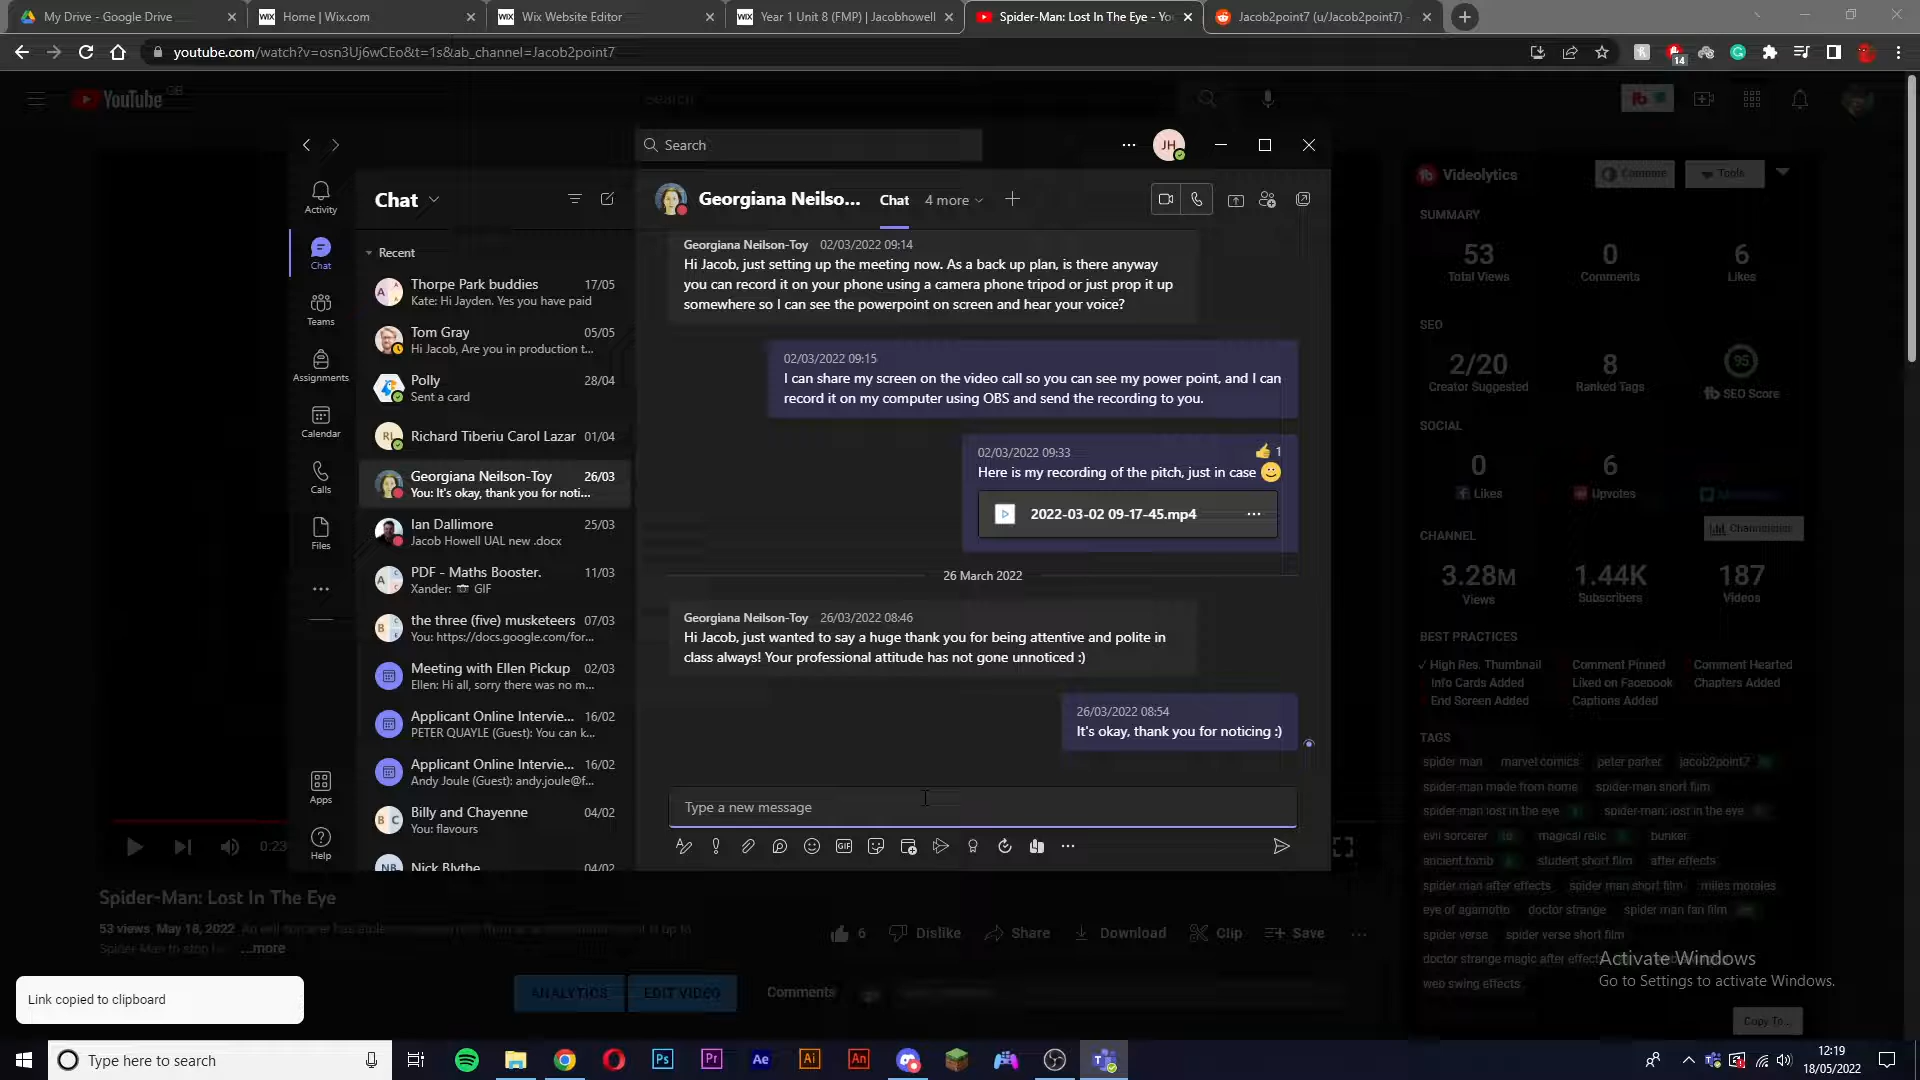 My Drive - Google Drive
Home | Wix.com
Wix Website Editor
Year 1 Unit 8 (FMP) | Jacobhowell
Spider-Man: Lost In The Eye - Yo
Jacob2point7 (u/Jacob2point7) -
youtube.com/watch?v=osn3Uj6wCEo&t=1s&ab_channel=Jacob2point7
14
YouTube GB
Search
Search
JH
Activity
Chat
Teams
Assignments
Calendar
Calls
Files
Apps
Help
Chat
Recent
Thorpe Park buddies 17/05
Kate: Hi Jayden. Yes you have paid
Tom Gray 05/05
Hi Jacob, Are you in production t...
Polly 28/04
Sent a card
Richard Tiberiu Carol Lazar 01/04
Georgiana Neilson-Toy 26/03
You: It's okay, thank you for noti...
Ian Dallimore 25/03
Jacob Howell UAL new .docx
PDF - Maths Booster. 11/03
Xander: GIF
the three (five) musketeers 07/03
You: https://docs.google.com/for...
Meeting with Ellen Pickup 02/03
Ellen: Hi all, sorry there was no m...
Applicant Online Intervie... 16/02
PETER QUAYLE (Guest): You can k...
Applicant Online Intervie... 16/02
Andy Joule (Guest): andy.joule@f...
Billy and Chayenne 04/02
You: flavours
Nick Blythe 04/02
Georgiana Neilso...
Chat
4 more
Georgiana Neilson-Toy 02/03/2022 09:14
Hi Jacob, just setting up the meeting now. As a back up plan, is there anyway
you can record it on your phone using a camera phone tripod or just prop it up
somewhere so I can see the powerpoint on screen and hear your voice?
02/03/2022 09:15
I can share my screen on the video call so you can see my power point, and I can
record it on my computer using OBS and send the recording to you.
02/03/2022 09:33
1
Here is my recording of the pitch, just in case
2022-03-02 09-17-45.mp4
26 March 2022
Georgiana Neilson-Toy 26/03/2022 08:46
Hi Jacob, just wanted to say a huge thank you for being attentive and polite in
class always! Your professional attitude has not gone unnoticed :)
26/03/2022 08:54
It's okay, thank you for noticing :)
Type a new message
GIF
Videolytics
Compare
Tools
SUMMARY
53 0 6
Total Views Comments Likes
SEO
2/20 8 95
Creator Suggested Ranked Tags SEO Score
SOCIAL
0 6
Likes Upvotes
CHANNEL
3.28M 1.44K 187
Views Subscribers Videos
BEST PRACTICES
High Res. Thumbnail Comment Pinned Comment Hearted
Info Cards Added Liked on Facebook Chapters Added
End Screen Added Captions Added
TAGS
spider man marvel comics peter parker jacob2point7
spider-man made from home spider-man short film
spider-man lost in the eye spider-man: lost in the eye
evil sorcerer magical relic bunker
ancient tomb student short film after effects
spider man after effects spider man short film miles morales
eye of agamotto doctor strange spider man fan film
spider verse spider verse short film
doctor strange magic after effects
web swing effects
Copy To...
Activate Windows
Go to Settings to activate Windows.
0:23
Spider-Man: Lost In The Eye
53 views, May 18, 2022
...more
6
Dislike
Share
Download
Clip
Save
ANALYTICS
EDIT VIDEO
Comments
Link copied to clipboard
Type here to search
Ps
Pr
Ae
Ai
An
12:19
18/05/2022